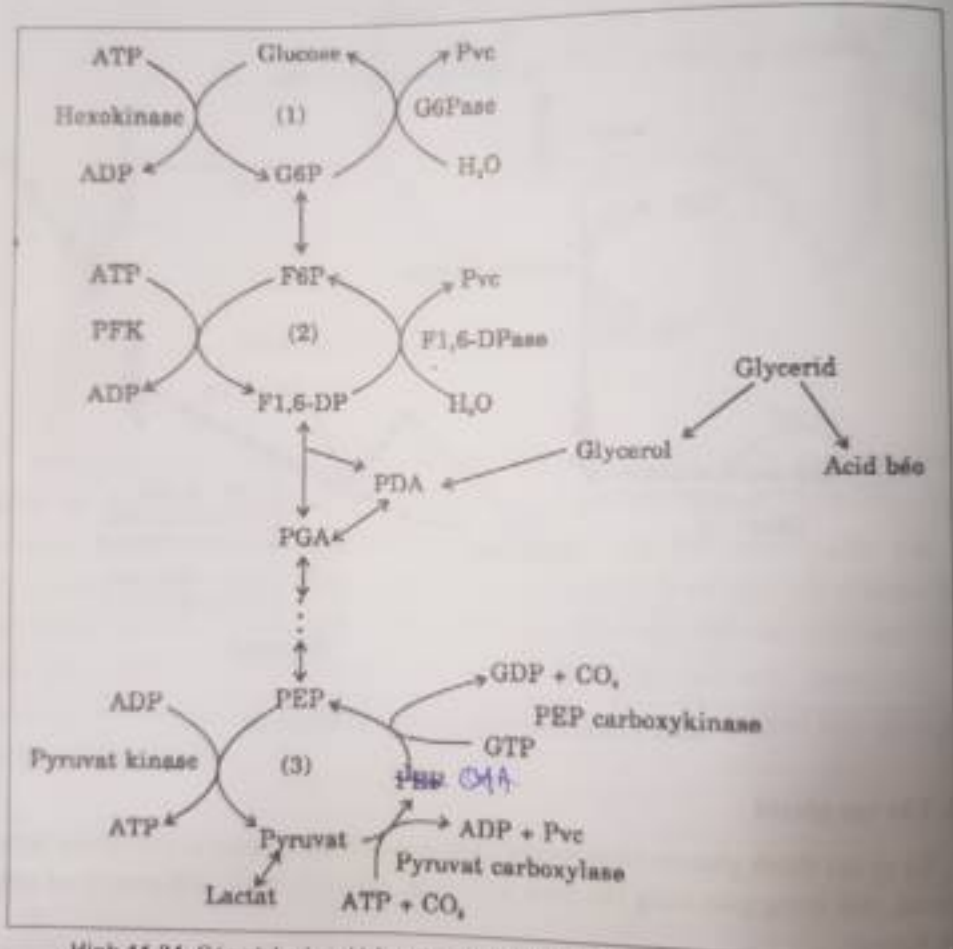 ATP Glucose Pvc
Hexokinase (1) G6Pase
ADP G6P H₂O
ATP F6P Pvc
PFK (2) F1,6-DPase
ADP F1,6-DP H₂O
Glycerid
Glycerol
Acid béo
PDA
PGA
GDP + CO₂
ADP PEP
PEP carboxykinase
GTP
Pyruvat kinase (3)
OAA
ATP Pyruvat ADP + Pvc
Pyruvat carboxylase
Lactat ATP + CO₂